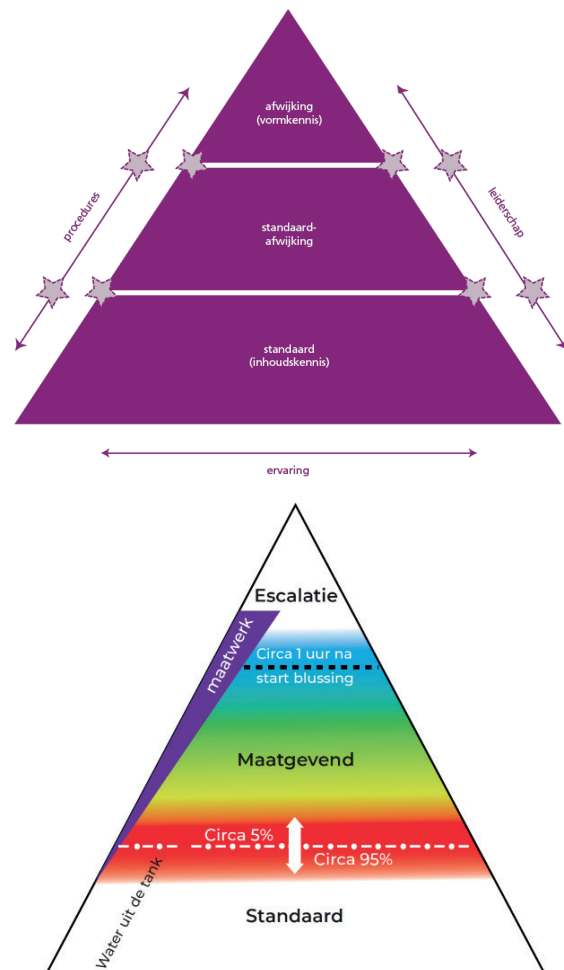 afwijking
(vormkennis)
procedures
leiderschap
standaard-
afwijking
standaard
(inhoudskennis)
ervaring
Escalatie
maatwerk
Circa 1 uur na
start blussing
Maatgevend
Circa 5%
Circa 95%
Water uit de tank
Standaard